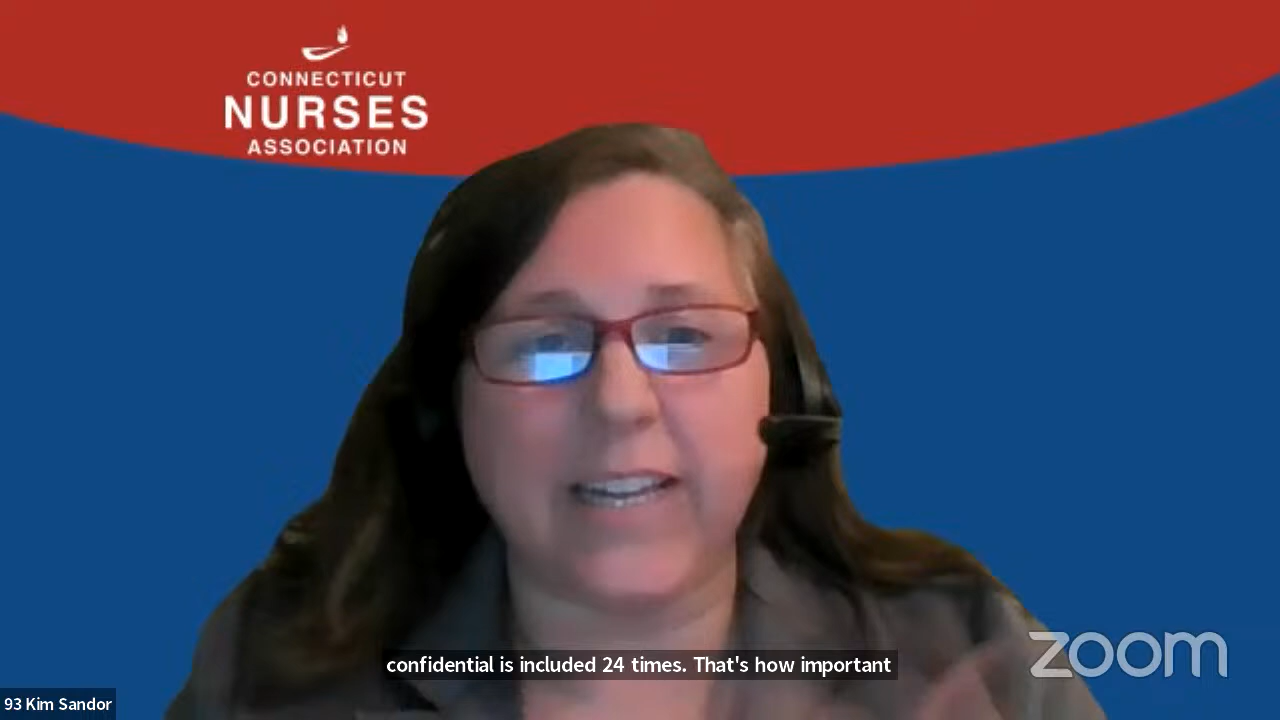 CONNECTICUT
NURSES
ASSOCIATION
confidential is included 24 times. That's how important
zoom
93 Kim Sandor